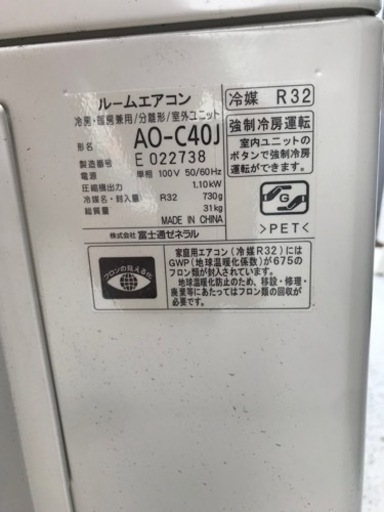 ルームエアコン
冷房・暖房兼用/分離形/室外ユニット
形名 AO-C40J
製造番号 E 022738
電源 単相 100V 50/60Hz
圧縮機出力 1.10kW
冷媒名・封入量 R32 730g
総質量 31kg
MADE IN CHINA
株式会社 富士通ゼネラル
冷媒 R32
強制冷房運転
室内ユニットの
ボタンで強制冷房
運転ができます。
G
>PET<
フロンの見える化
家庭用エアコン（冷媒R32）には
GWP（地球温暖化係数）が675の
フロン類が封入されています。
地球温暖化防止のため、移設・修理・
廃棄等にあたってはフロン類の回収が
必要です。